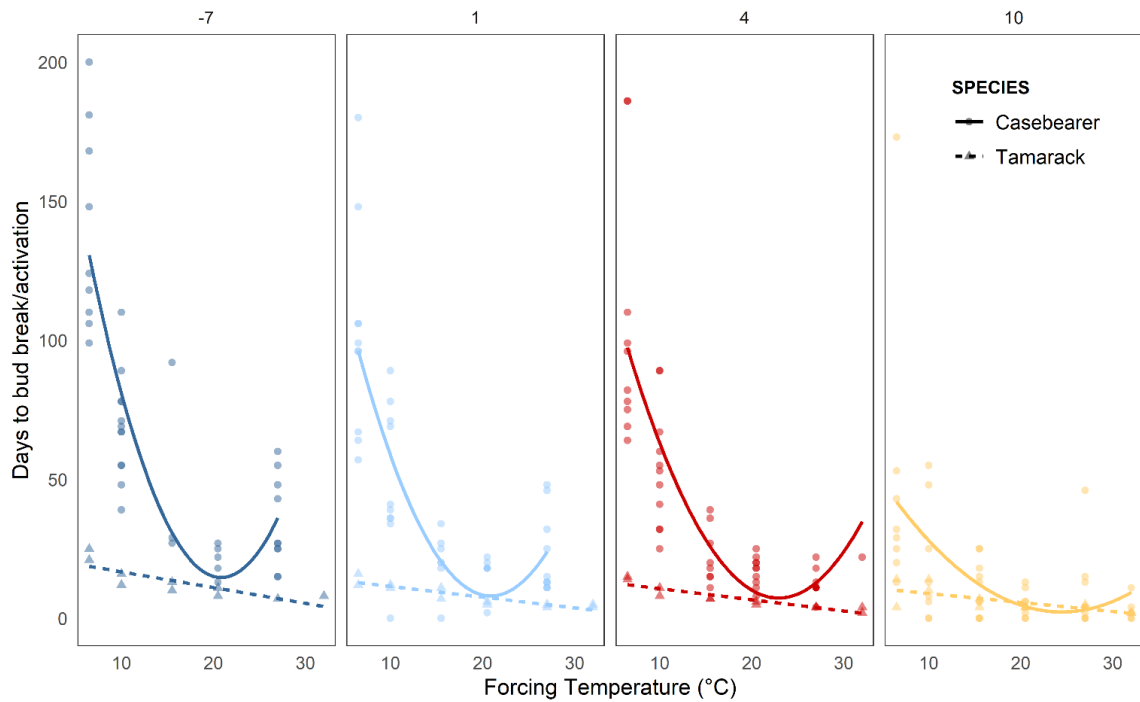 -7 1 4 10
SPECIES
Casebearer
Tamarack
Days to bud break/activation
200
150
100
50
0
10 20 30 10 20 30 10 20 30 10 20 30
Forcing Temperature (°C)